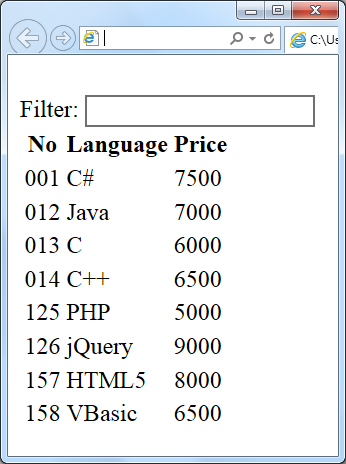 C:\Us
Filter:
No Language Price
001 C# 7500
012 Java 7000
013 C 6000
014 C++ 6500
125 PHP 5000
126 jQuery 9000
157 HTML5 8000
158 VBasic 6500